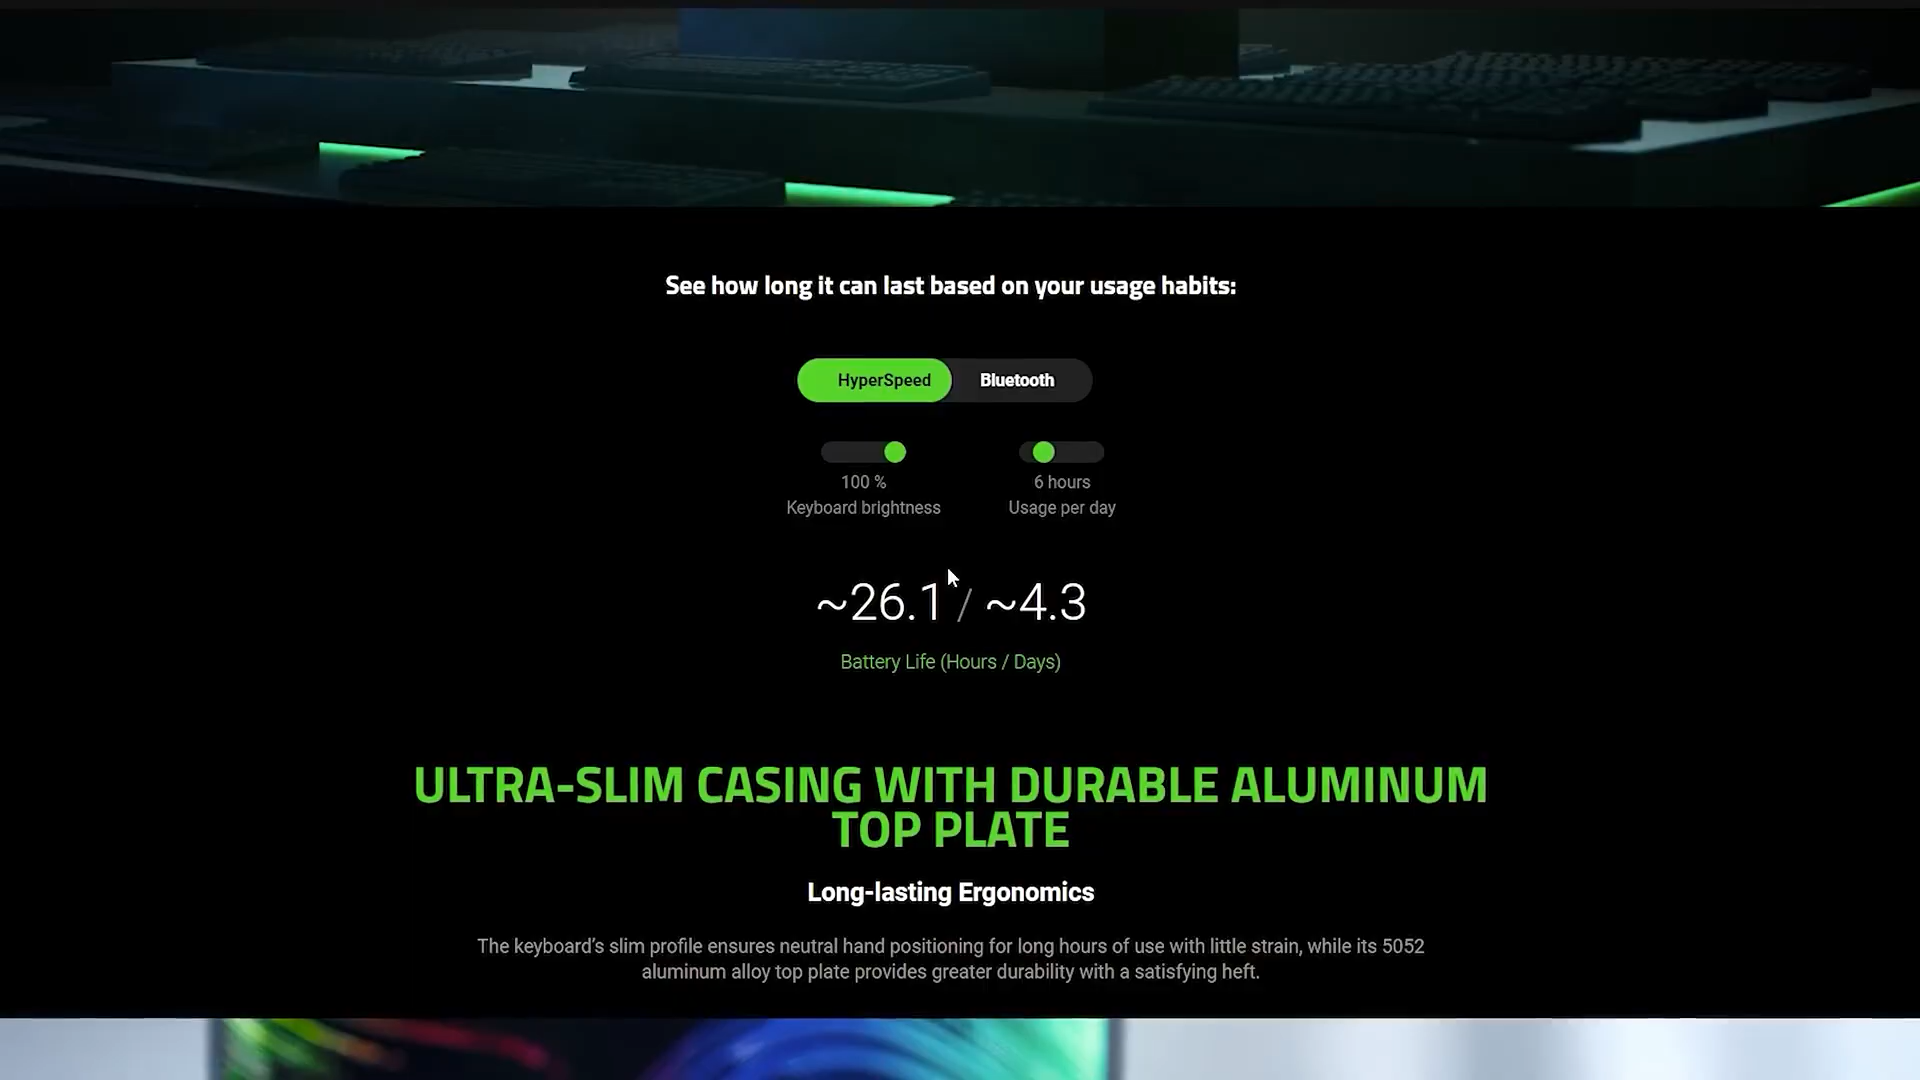 See how long it can last based on your usage habits:
HyperSpeed Bluetooth
100 % 6 hours
Keyboard brightness Usage per day
~26.1 / ~4.3
Battery Life (Hours / Days)
ULTRA-SLIM CASING WITH DURABLE ALUMINUM
TOP PLATE
Long-lasting Ergonomics
The keyboard's slim profile ensures neutral hand positioning for long hours of use with little strain, while its 5052
aluminum alloy top plate provides greater durability with a satisfying heft.